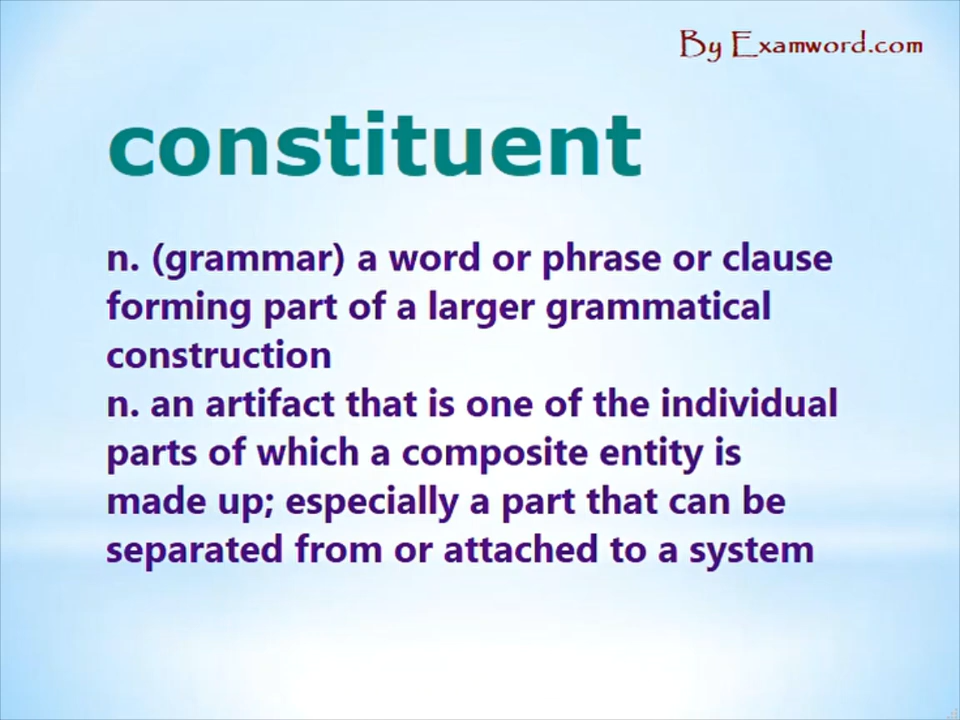 By Examword.com
constituent
n. (grammar) a word or phrase or clause
forming part of a larger grammatical
construction
n. an artifact that is one of the individual
parts of which a composite entity is
made up; especially a part that can be
separated from or attached to a system